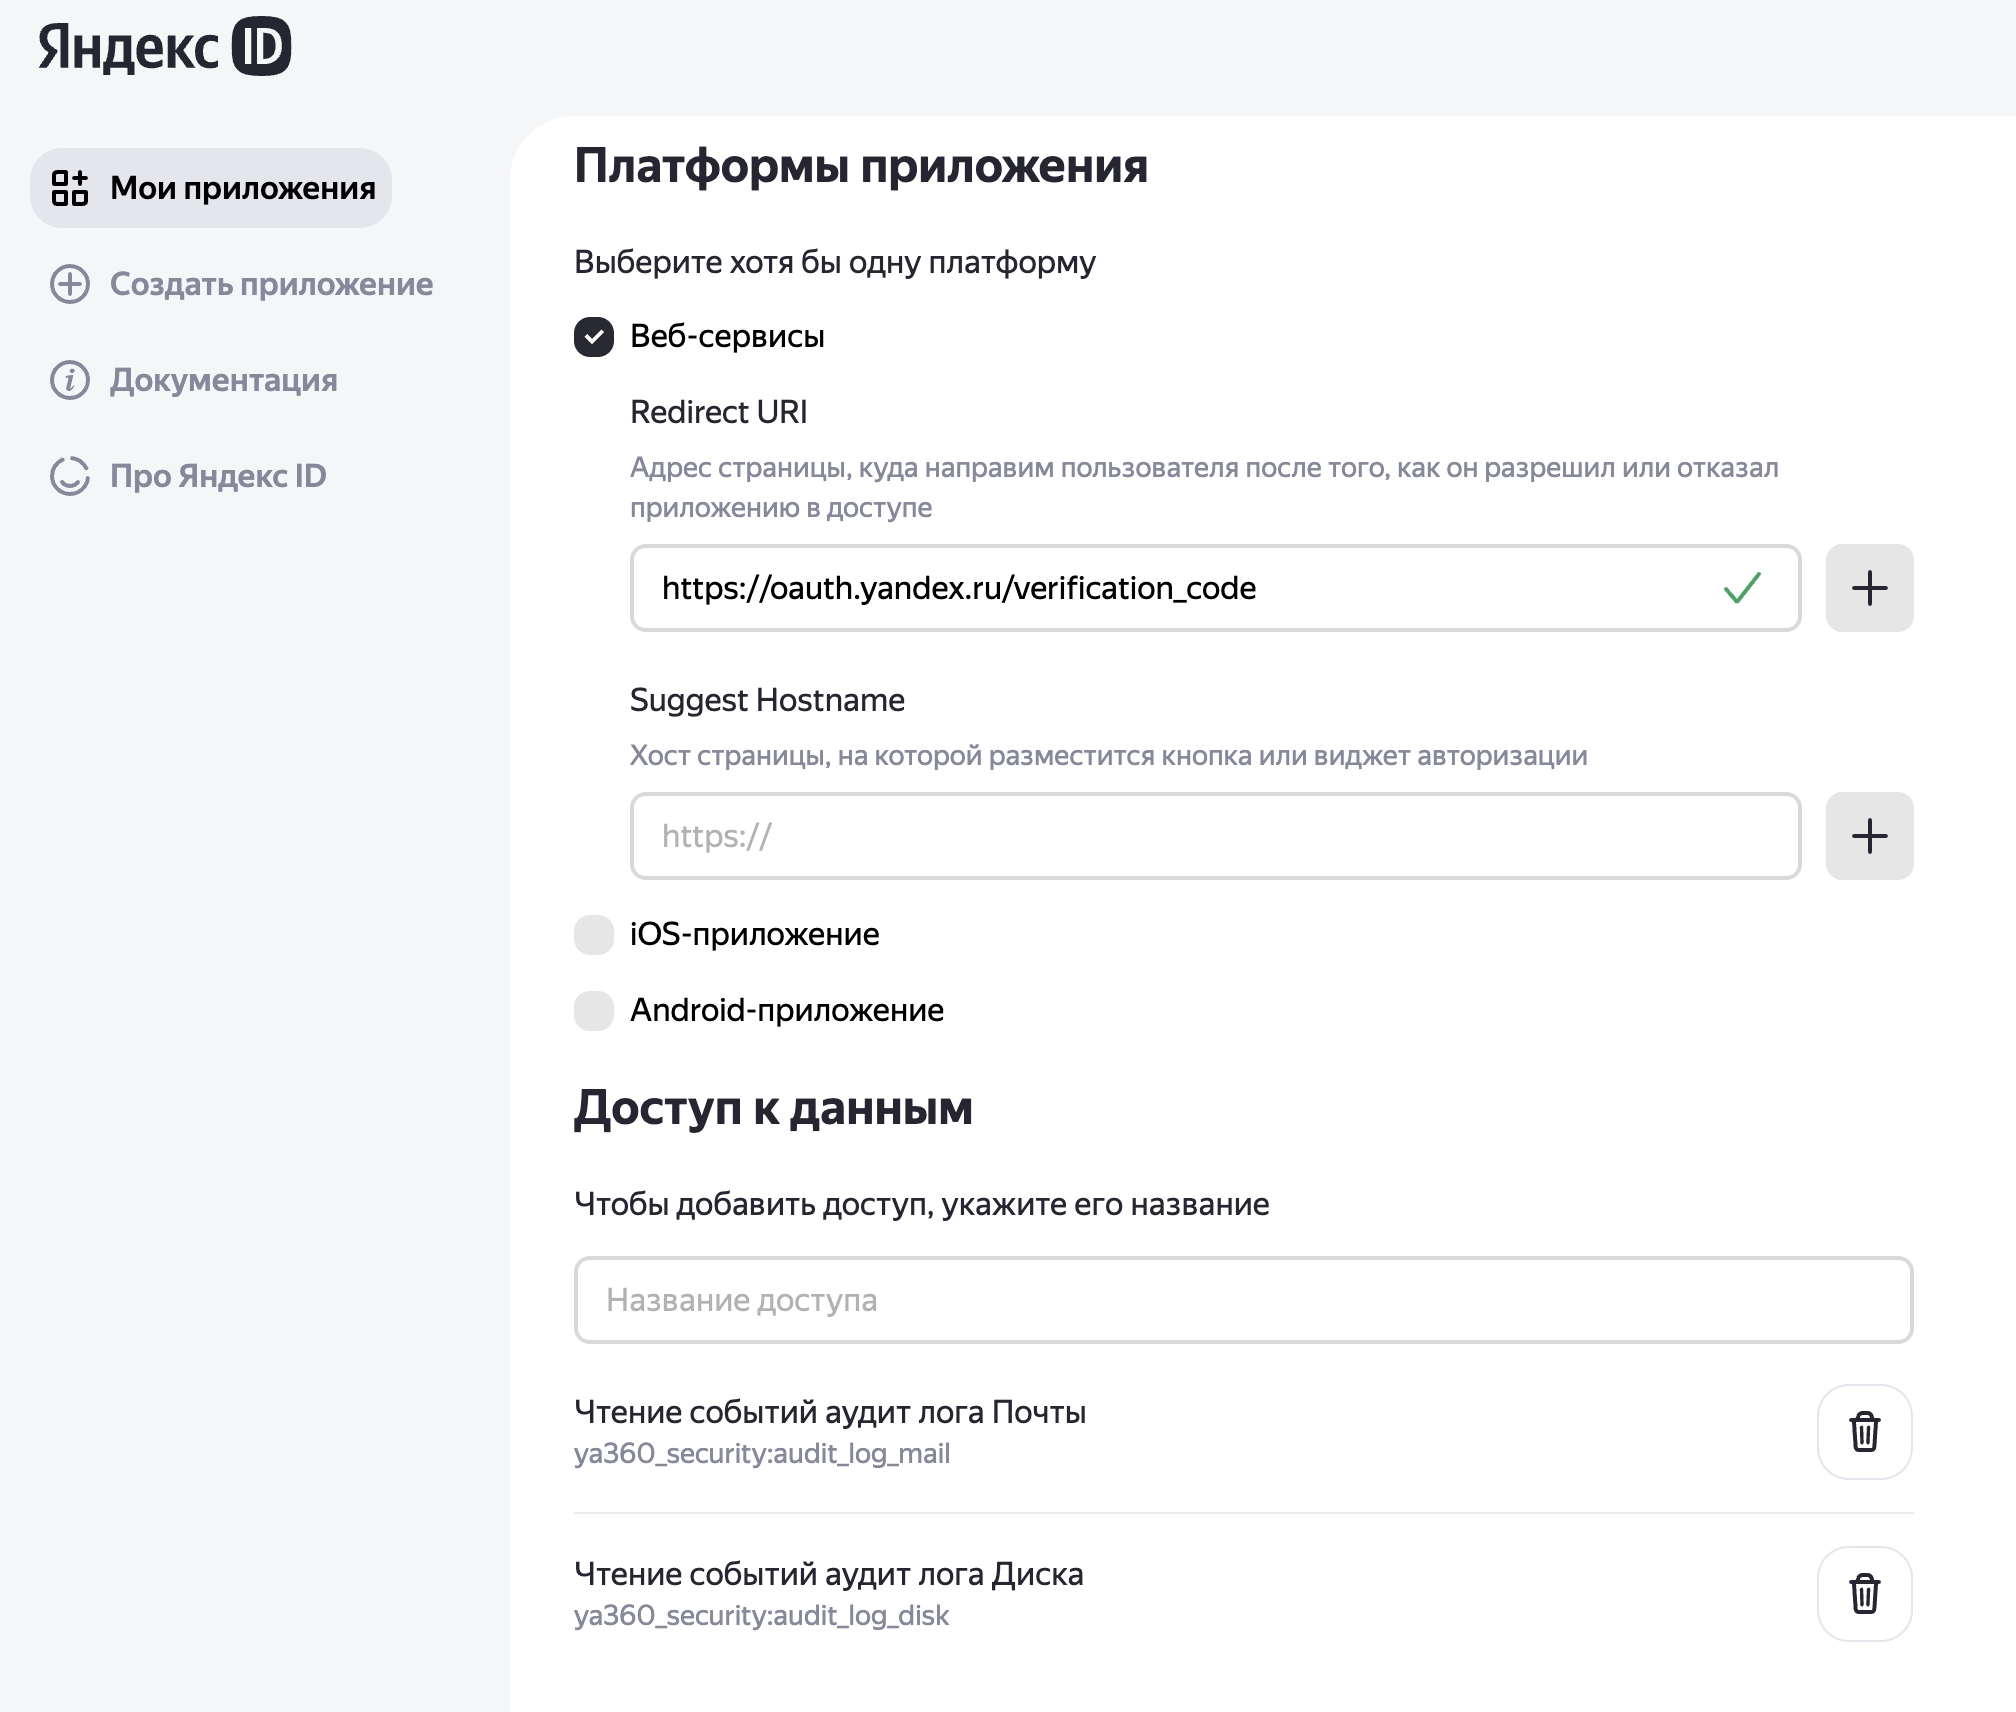 Яндекс ID
Мои приложения
Создать приложение
Документация
Про Яндекс ID
Платформы приложения
Выберите хотя бы одну платформу
Веб-сервисы
Redirect URI
Адрес страницы, куда направим пользователя после того, как он разрешил или отказал
приложению в доступе
https://oauth.yandex.ru/verification_code
Suggest Hostname
Хост страницы, на которой разместится кнопка или виджет авторизации
https://
iOS-приложение
Android-приложение
Доступ к данным
Чтобы добавить доступ, укажите его название
Название доступа
Чтение событий аудит лога Почты
ya360_security:audit_log_mail
Чтение событий аудит лога Диска
ya360_security:audit_log_disk